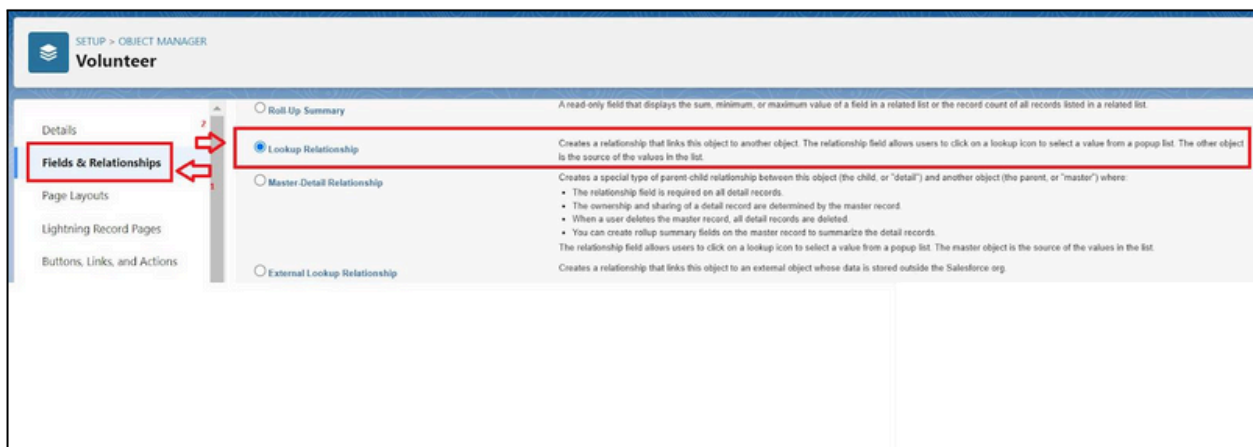 SETUP > OBJECT MANAGER
Volunteer
Details
Fields & Relationships
Page Layouts
Lightning Record Pages
Buttons, Links, and Actions
2
1
Roll-Up Summary
A read-only field that displays the sum, minimum, or maximum value of a field in a related list or the record count of all records listed in a related list.
Lookup Relationship
Creates a relationship that links this object to another object. The relationship field allows users to click on a lookup icon to select a value from a popup list. The other object
is the source of the values in the list.
Master-Detail Relationship
Creates a special type of parent-child relationship between this object (the child, or "detail") and another object (the parent, or "master") where:
• The relationship field is required on all detail records.
• The ownership and sharing of a detail record are determined by the master record.
• When a user deletes the master record, all detail records are deleted.
• You can create rollup summary fields on the master record to summarize the detail records.
The relationship field allows users to click on a lookup icon to select a value from a popup list. The master object is the source of the values in the list.
External Lookup Relationship
Creates a relationship that links this object to an external object whose data is stored outside the Salesforce org.